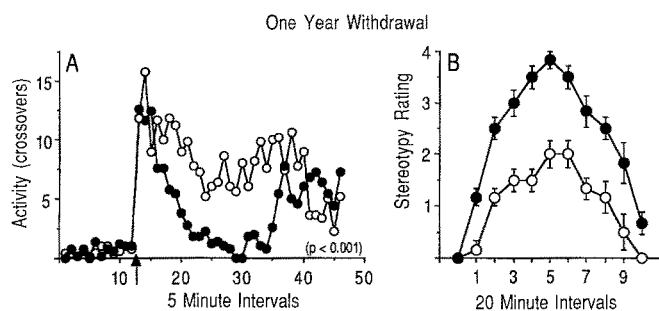 One Year Withdrawal
A
Activity (crossovers)
15
10
5
10
20
30
40
50
(p < 0.001)
5 Minute Intervals
B
Stereotypy Rating
4
3
2
1
1
3
5
7
9
20 Minute Intervals